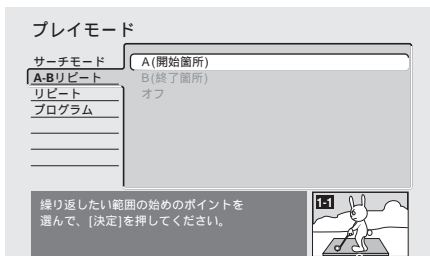 プレイモード
サーチモード
A-Bリピート
リピート
プログラム
A(開始箇所)
B(終了箇所)
オフ
繰り返したい範囲の始めのポイントを
選んで、[決定]を押してください。
1-1